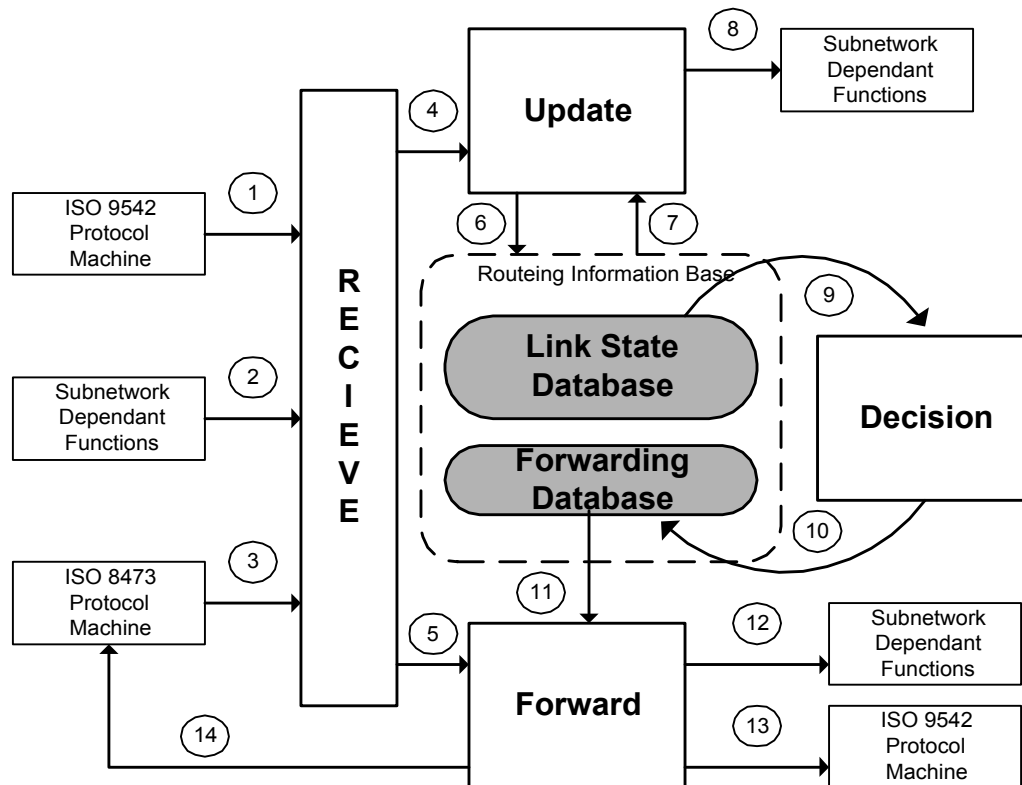 8
Subnetwork
Dependant
Functions
4
Update
1
ISO 9542
Protocol
Machine
6
7
Routeing Information Base
9
RECIEVE
Link State
Database
2
Subnetwork
Dependant
Functions
Decision
Forwarding
Database
10
3
ISO 8473
Protocol
Machine
11
5
12
Subnetwork
Dependant
Functions
Forward
14
13
ISO 9542
Protocol
Machine